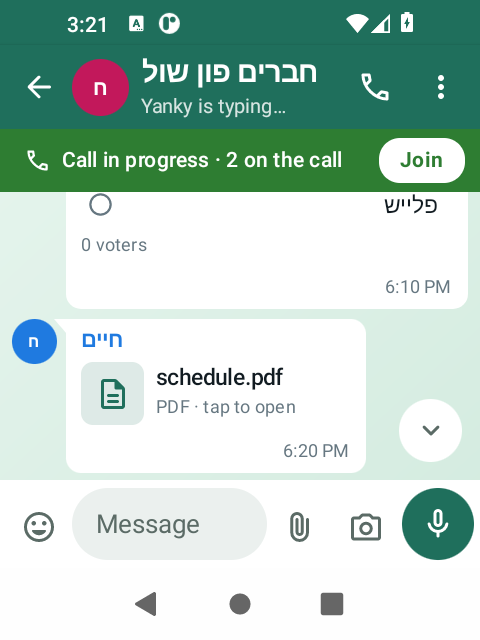 3:21
חברים פון שול
Yanky is typing…
Call in progress · 2 on the call
Join
פלייש
0 voters
6:10 PM
ח
חיים
schedule.pdf
PDF · tap to open
6:20 PM
Message